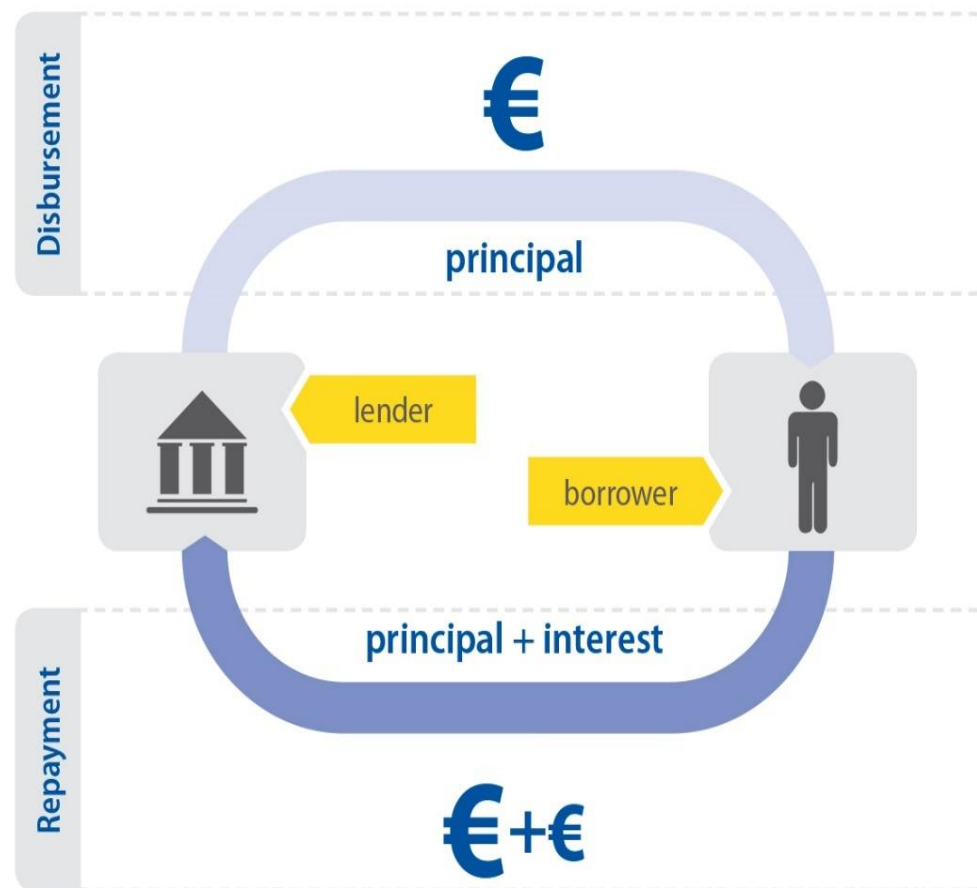 Disbursement
€
principal
lender
borrower
principal + interest
Repayment
€+€